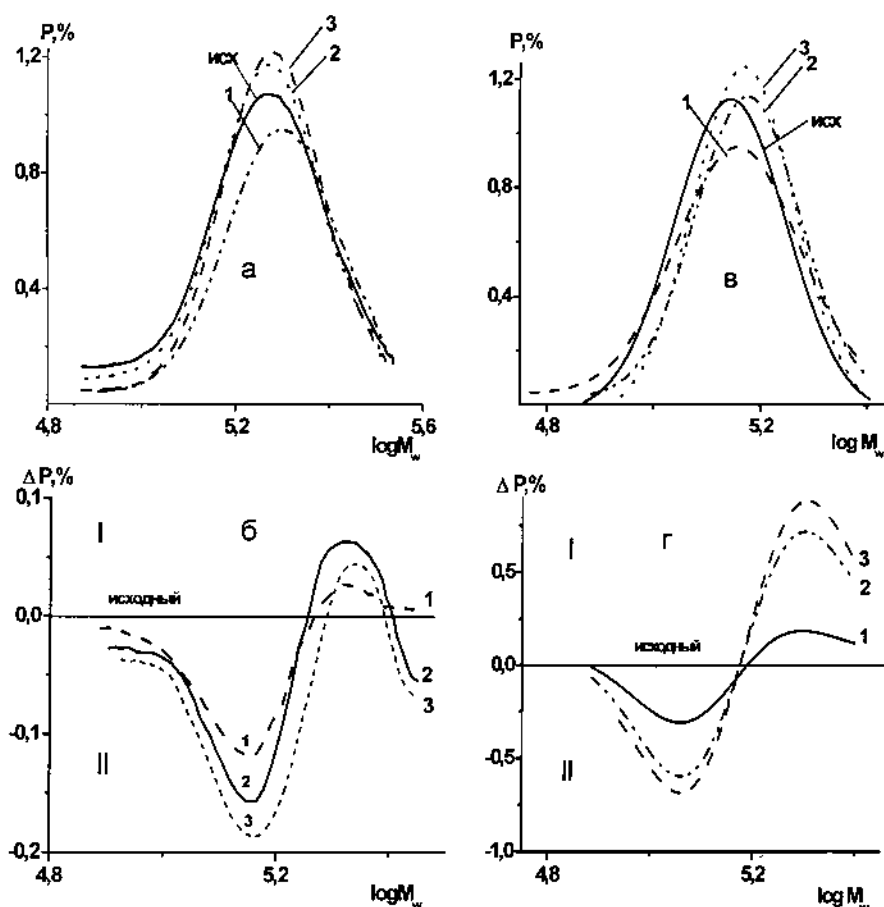 P,%
1,2
0,8
0,4
4,8
5,2
5,6
logM_w
исх
1
2
3
а
P,%
1,2
0,8
0,4
4,8
5,2
log M_w
1
3
2
исх
в
Δ P,%
0,1
0,0
-0,1
-0,2
4,8
5,2
logM_w
I
б
исходный
II
1
2
3
1
2
3
Δ P,%
0,5
0,0
-0,5
-1,0
4,8
5,2
log M_w
I
г
исходный
II
3
2
1